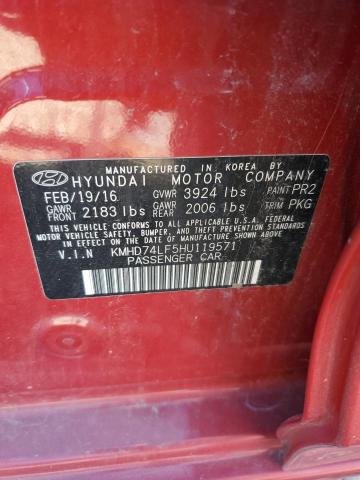 MANUFACTURED IN KOREA BY
HYUNDAI MOTOR COMPANY
FEB/19/16 GVWR 3924 lbs PAINT PR2
GAWR FRONT 2183 lbs GAWR REAR 2006 lbs TRIM PKG
THIS VEHICLE CONFORMS TO ALL APPLICABLE U.S.A. FEDERAL
MOTOR VEHICLE SAFETY, BUMPER, AND THEFT PREVENTION
STANDARDS IN EFFECT ON THE DATE OF MANUFACTURE SHOWN ABOVE.
V.I.N KMHD74LF5HU119571
PASSENGER CAR